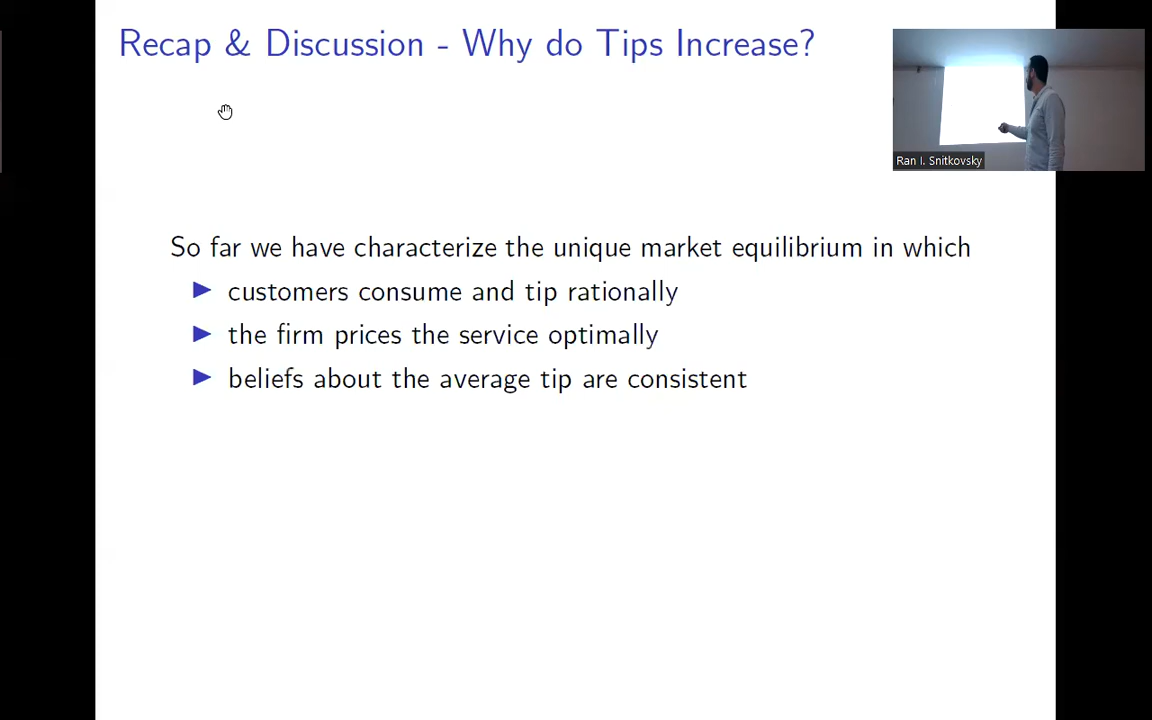 Recap & Discussion - Why do Tips Increase?
Ran I. Snitkovsky
So far we have characterize the unique market equilibrium in which
customers consume and tip rationally
the firm prices the service optimally
beliefs about the average tip are consistent